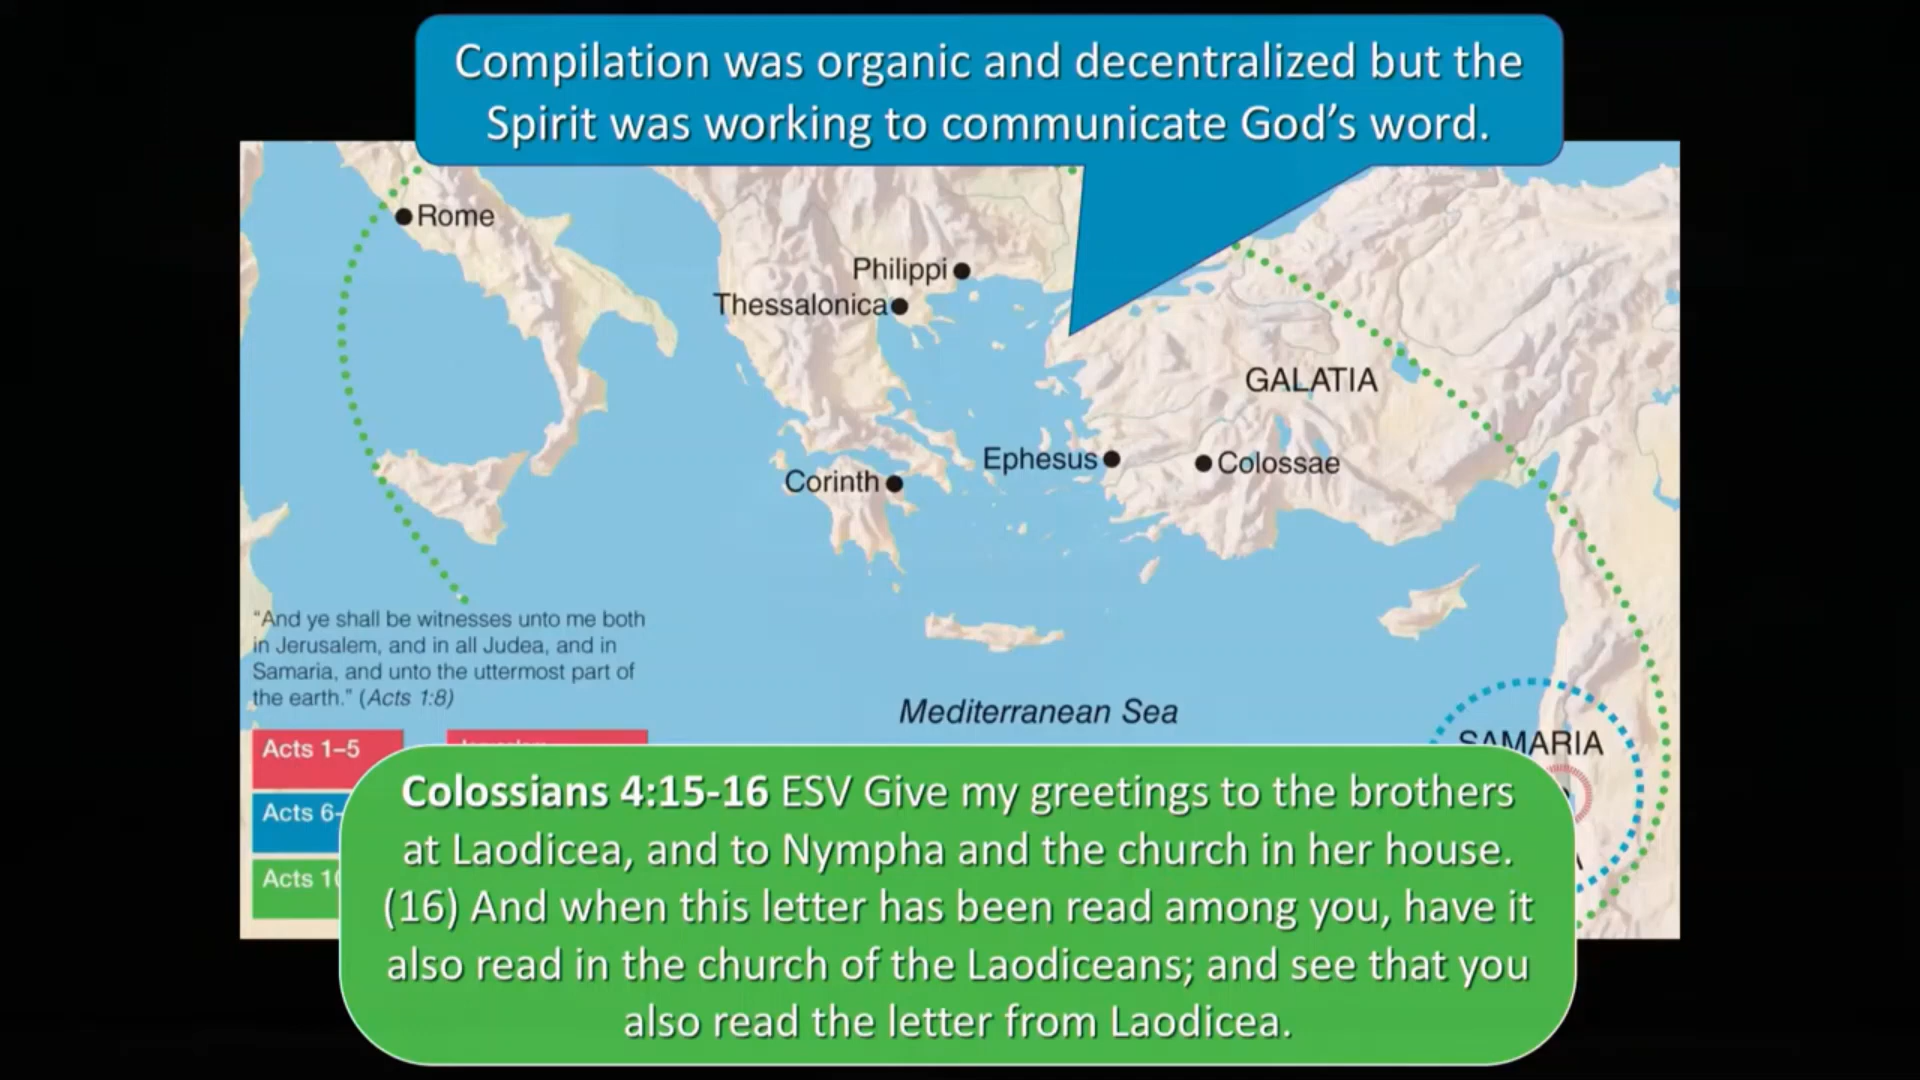 Compilation was organic and decentralized but the
Spirit was working to communicate God's word.
Rome
Philippi
Thessalonica
GALATIA
Ephesus
Colossae
Corinth
"And ye shall be witnesses unto me both
in Jerusalem, and in all Judea, and in
Samaria, and unto the uttermost part of
the earth." (Acts 1:8)
Mediterranean Sea
SAMARIA
Acts 1–5
Acts 6-
Acts 10
Colossians 4:15-16 ESV Give my greetings to the brothers
at Laodicea, and to Nympha and the church in her house.
(16) And when this letter has been read among you, have it
also read in the church of the Laodiceans; and see that you
also read the letter from Laodicea.